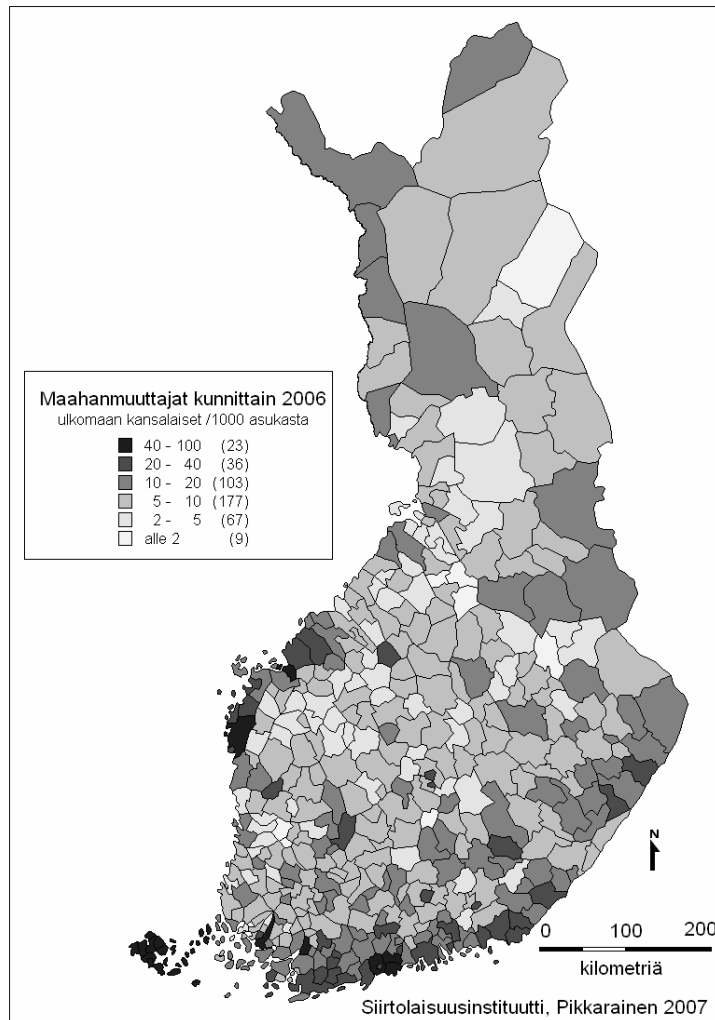 Maahanmuuttajat kunnittain 2006
ulkomaan kansalaiset /1000 asukasta
40 - 100 (23)
20 - 40 (36)
10 - 20 (103)
5 - 10 (177)
2 - 5 (67)
alle 2 (9)
N
0 100 200
kilometriä
Siirtolaisuusinstituutti, Pikkarainen 2007